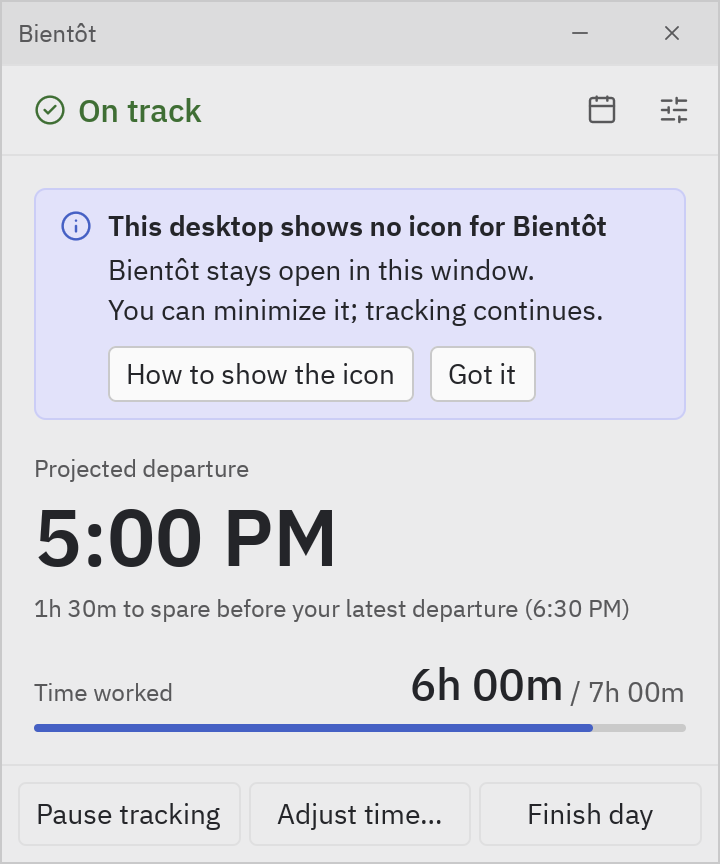 Bientôt
On track
This desktop shows no icon for Bientôt
Bientôt stays open in this window.
You can minimize it; tracking continues.
How to show the icon
Got it
Projected departure
5:00 PM
1h 30m to spare before your latest departure (6:30 PM)
Time worked
6h 00m / 7h 00m
Pause tracking
Adjust time...
Finish day